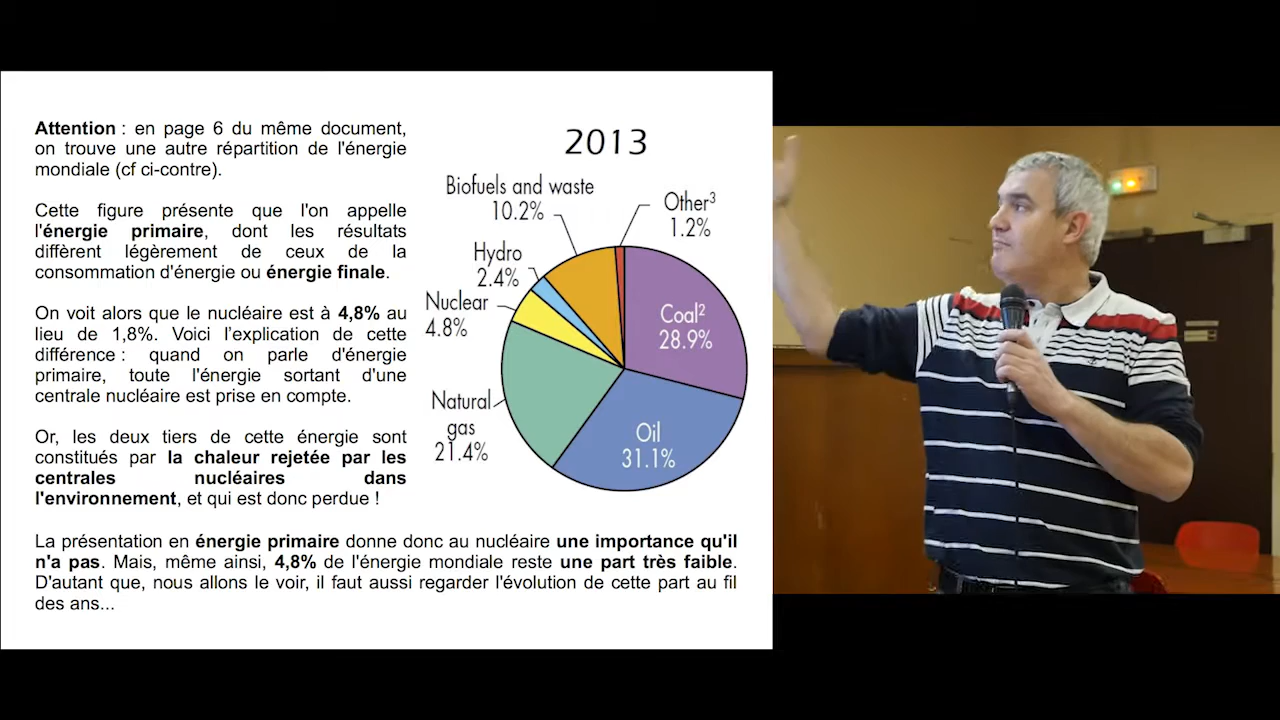 Attention : en page 6 du même document,
on trouve une autre répartition de l'énergie
mondiale (cf ci-contre).
Cette figure présente que l'on appelle
l'énergie primaire, dont les résultats
diffèrent légèrement de ceux de la
consommation d'énergie ou énergie finale.
On voit alors que le nucléaire est à 4,8% au
lieu de 1,8%. Voici l'explication de cette
différence : quand on parle d'énergie
primaire, toute l'énergie sortant d'une
centrale nucléaire est prise en compte.
Or, les deux tiers de cette énergie sont
constitués par la chaleur rejetée par les
centrales nucléaires dans
l'environnement, et qui est donc perdue !
2013
Biofuels and waste
10.2%
Other³
1.2%
Hydro
2.4%
Nuclear
4.8%
Coal²
28.9%
Natural
gas
21.4%
Oil
31.1%
La présentation en énergie primaire donne donc au nucléaire une importance qu'il
n'a pas. Mais, même ainsi, 4,8% de l'énergie mondiale reste une part très faible.
D'autant que, nous allons le voir, il faut aussi regarder l'évolution de cette part au fil
des ans...